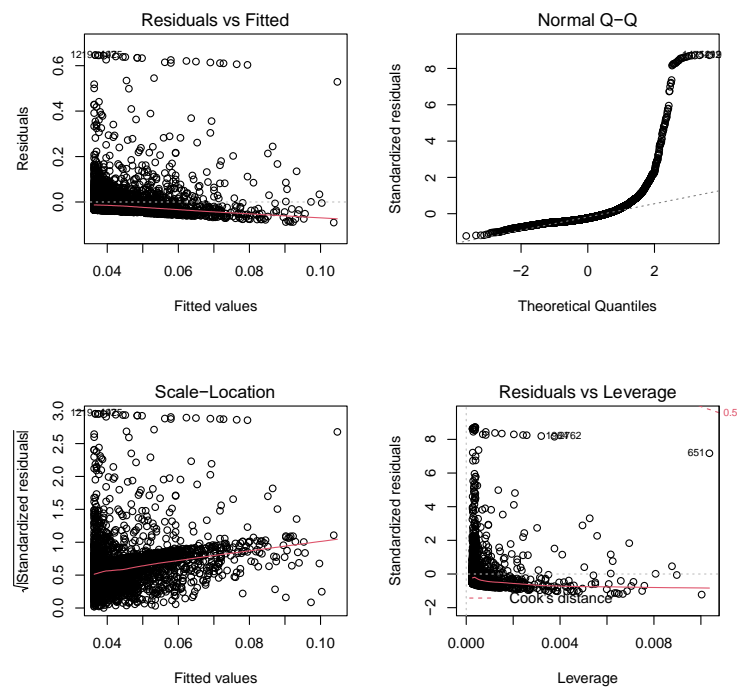 Residuals vs Fitted
Residuals
0.0 0.2 0.4 0.6
0.04 0.06 0.08 0.10
Fitted values
Normal Q−Q
Standardized residuals
0 2 4 6 8
−2 0 2
Theoretical Quantiles
Scale−Location
√|Standardized residuals|
0.0 0.5 1.0 1.5 2.0 2.5 3.0
0.04 0.06 0.08 0.10
Fitted values
Residuals vs Leverage
Standardized residuals
−2 0 2 4 6 8
651
0.5
Cook's distance
0.000 0.004 0.008
Leverage